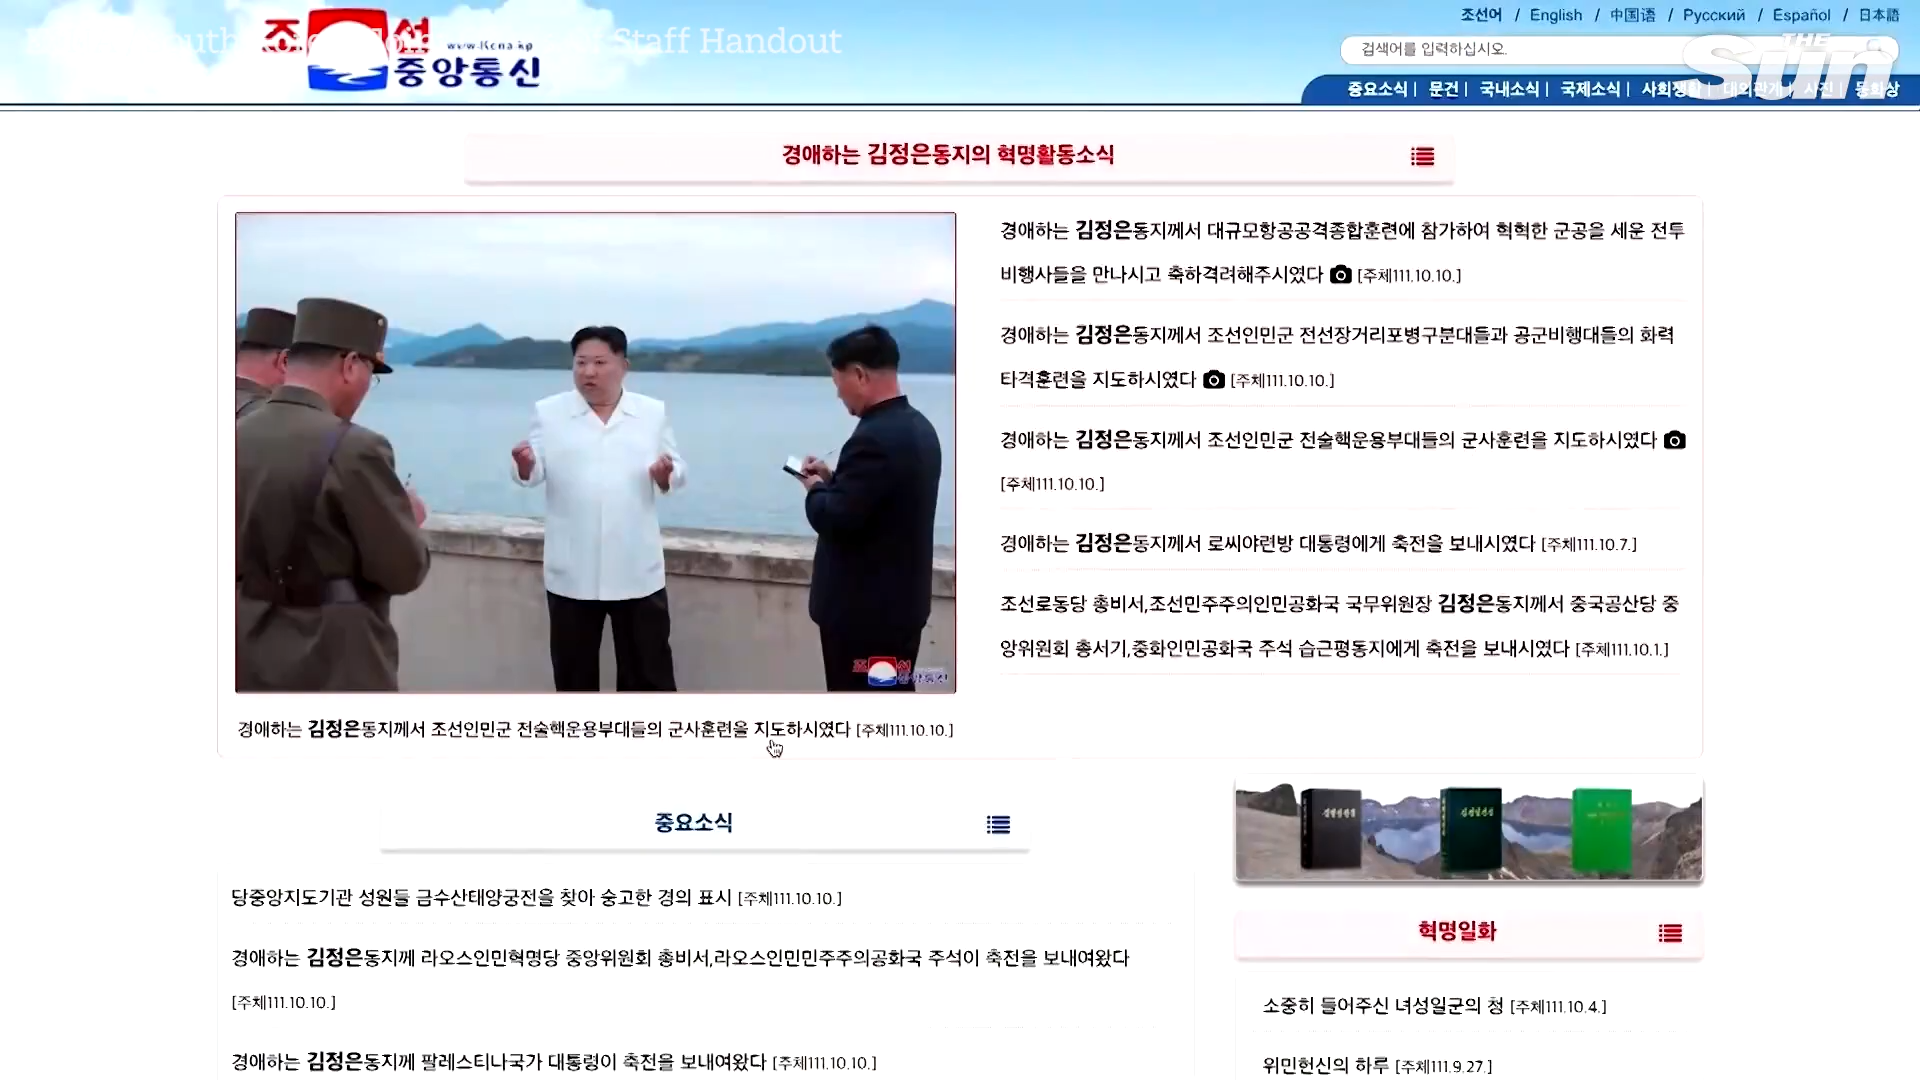 조선어 / English / 中国语 / Русский / Español / 日本語
Staff Handout
조선
www.kcna.kp
중앙통신
검색어를 입력하십시오.
THE Sun
중요소식 | 문건 | 국내소식 | 국제소식 | 사회생활 | 대외관계 | 사진 | 동화상
경애하는 김정은동지의 혁명활동소식
경애하는 김정은동지께서 대규모항공공격종합훈련에 참가하여 혁혁한 군공을 세운 전투
비행사들을 만나시고 축하격려해주시였다 [주체111.10.10.]
경애하는 김정은동지께서 조선인민군 전선장거리포병구분대들과 공군비행대들의 화력
타격훈련을 지도하시였다 [주체111.10.10.]
경애하는 김정은동지께서 조선인민군 전술핵운용부대들의 군사훈련을 지도하시였다
[주체111.10.10.]
경애하는 김정은동지께서 로씨야련방 대통령에게 축전을 보내시였다 [주체111.10.7.]
조선로동당 총비서,조선민주주의인민공화국 국무위원장 김정은동지께서 중국공산당 중
앙위원회 총서기,중화인민공화국 주석 습근평동지에게 축전을 보내시였다 [주체111.10.1.]
조선
중앙통신
경애하는 김정은동지께서 조선인민군 전술핵운용부대들의 군사훈련을 지도하시였다 [주체111.10.10.]
중요소식
당중앙지도기관 성원들 금수산태양궁전을 찾아 숭고한 경의 표시 [주체111.10.10.]
경애하는 김정은동지께 라오스인민혁명당 중앙위원회 총비서,라오스인민민주주의공화국 주석이 축전을 보내여왔다
[주체111.10.10.]
경애하는 김정은동지께 팔레스티나국가 대통령이 축전을 보내여왔다 [주체111.10.10.]
혁명일화
소중히 들어주신 녀성일군의 청 [주체111.10.4.]
위민헌신의 하루 [주체111.9.27.]